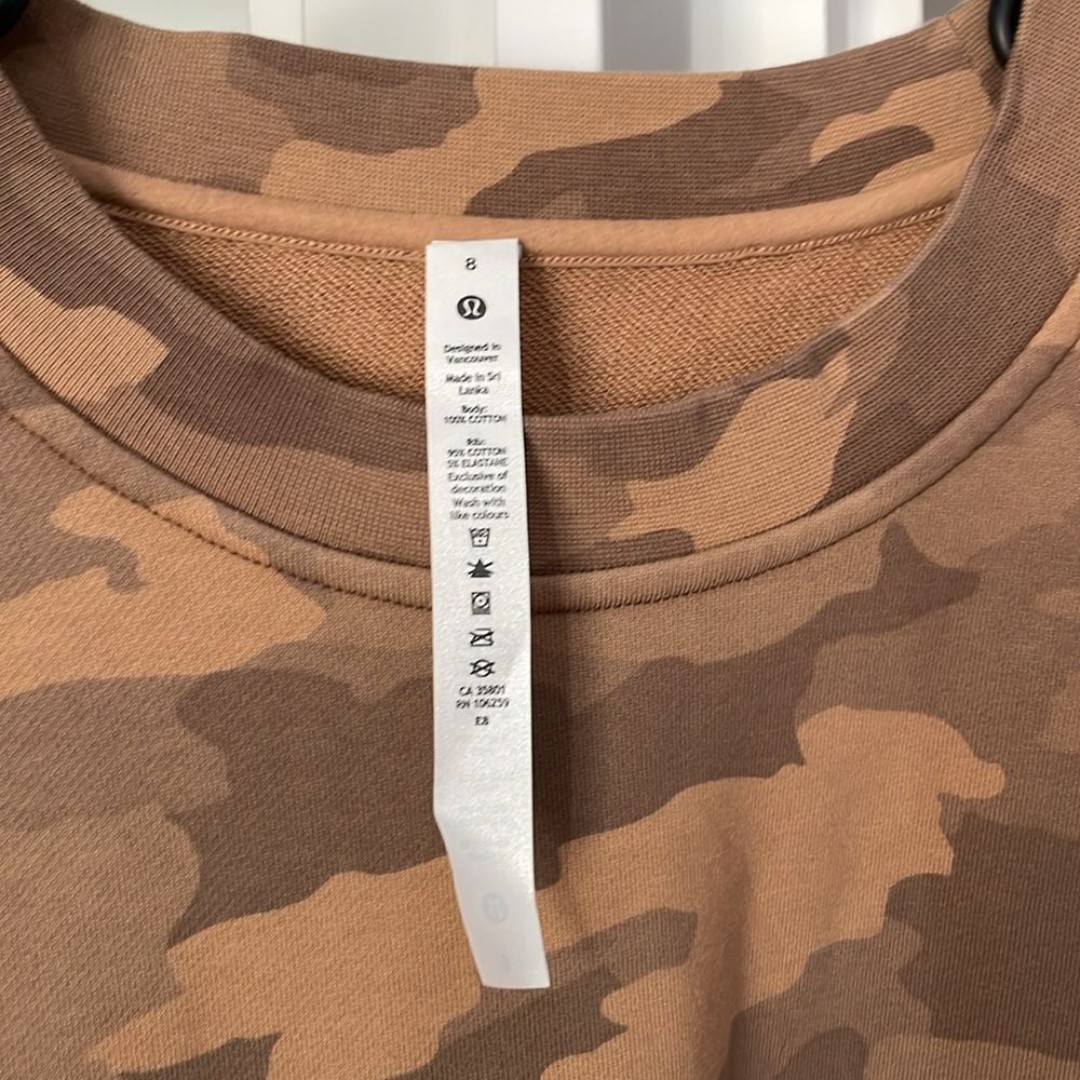 8
Designed in
Vancouver
Made in Sri
Lanka
Body:
100% COTTON
Rib:
95% COTTON
5% ELASTANE
Exclusive of
decoration
Wash with
like colours
CA 35801
RN 106259
E8